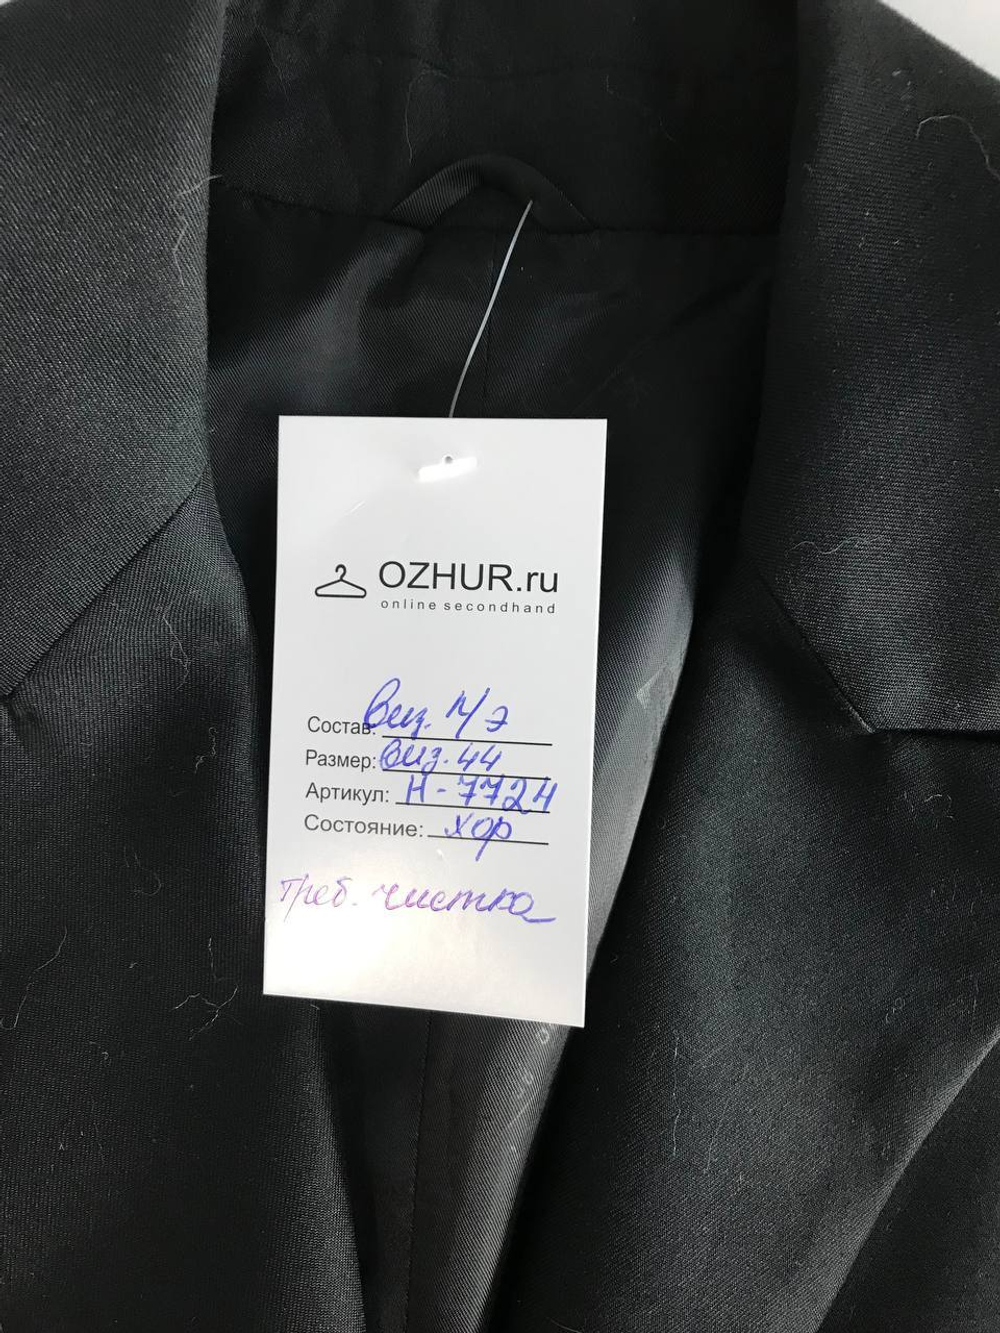 OZHUR.ru
online secondhand
Состав: виз. п/э
Размер: виз. 44
Артикул: Н-7724
Состояние: хор
треб. чистка